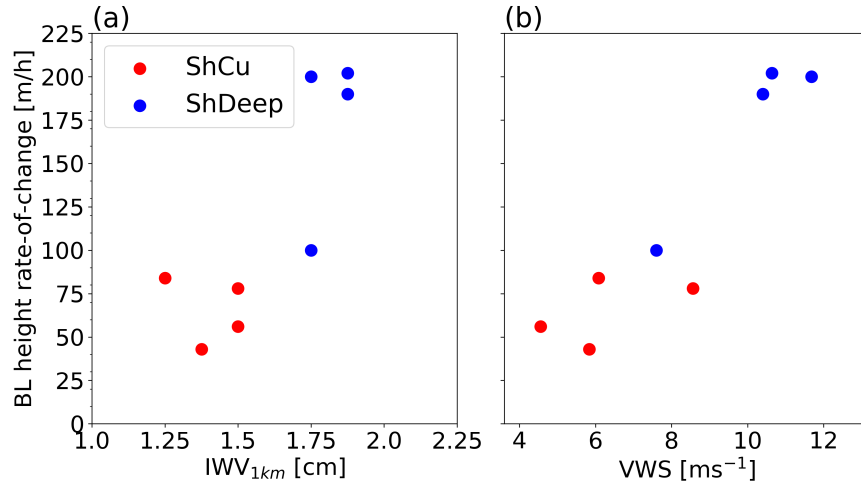 (a)
(b)
BL height rate-of-change [m/h]
225
200
175
150
125
100
75
50
25
0
ShCu
ShDeep
1.0 1.25 1.5 1.75 2.0 2.25
IWV₁ₖₘ [cm]
4 6 8 10 12
VWS [ms⁻¹]